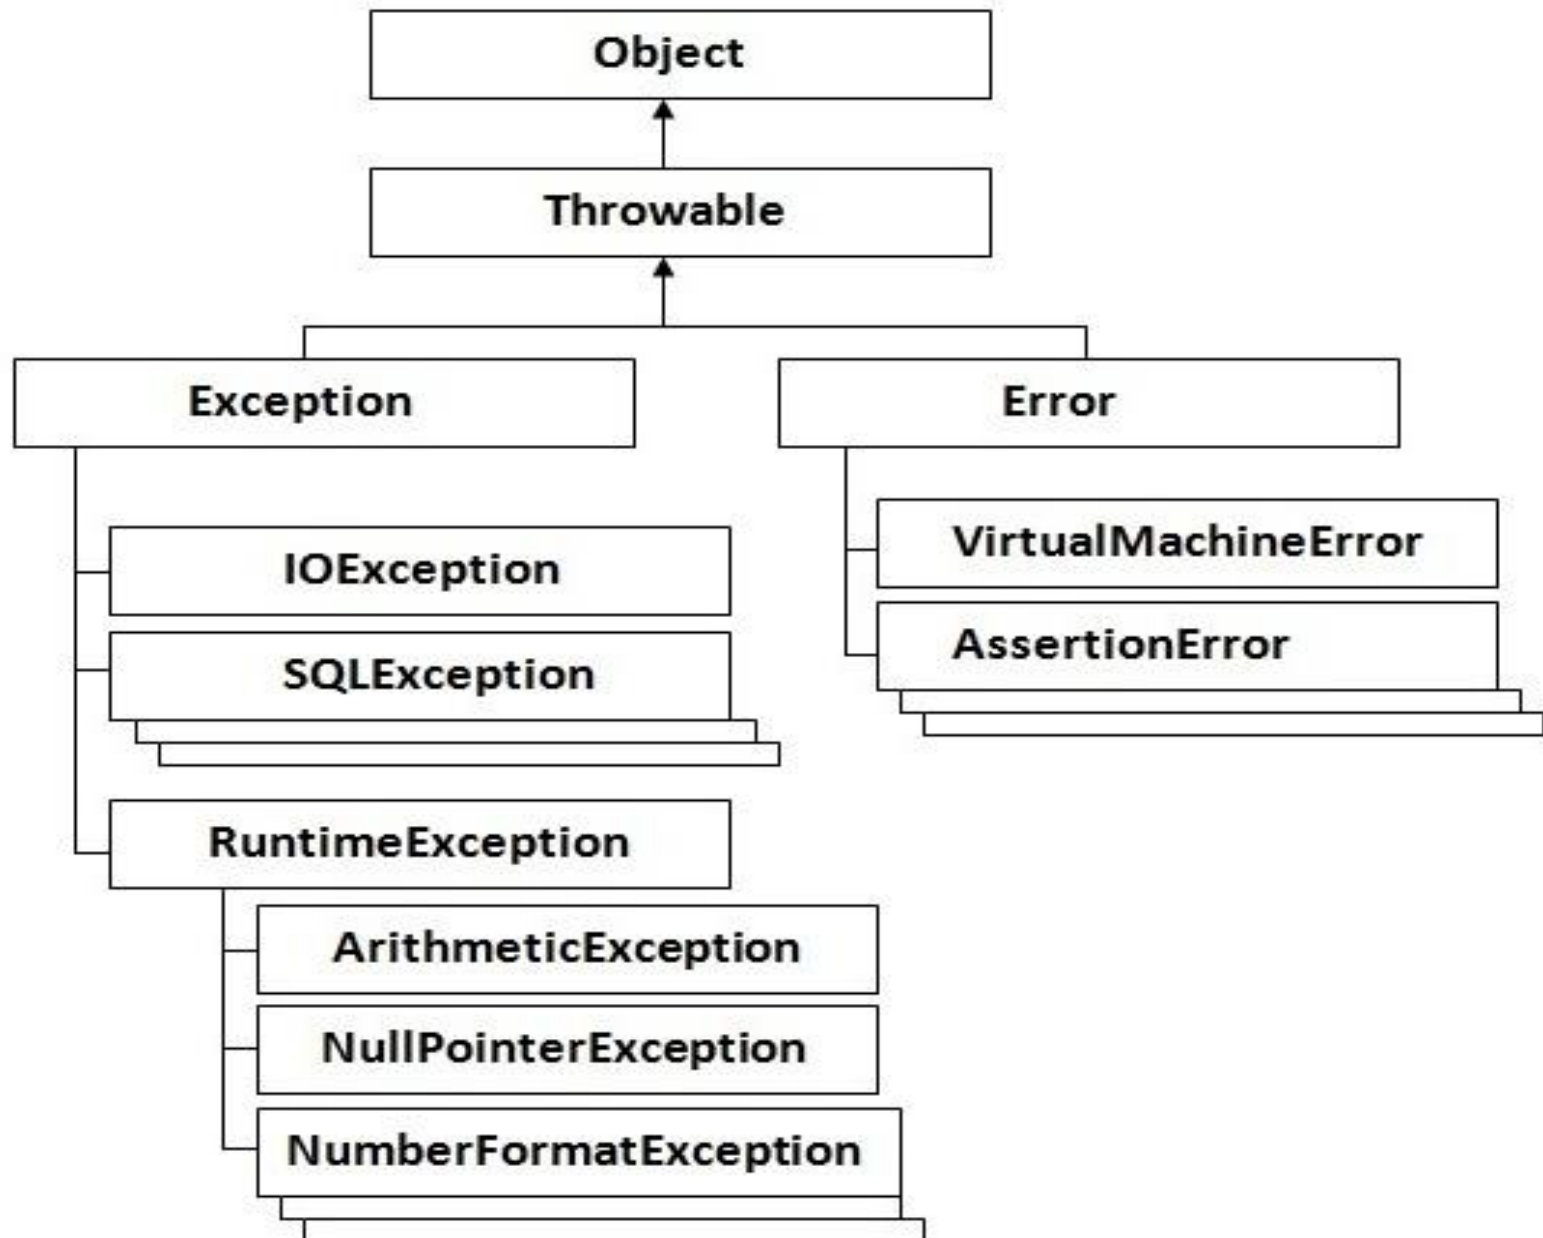 Object
Throwable
Exception
Error
IOException
SQLException
RuntimeException
ArithmeticException
NullPointerException
NumberFormatException
VirtualMachineError
AssertionError